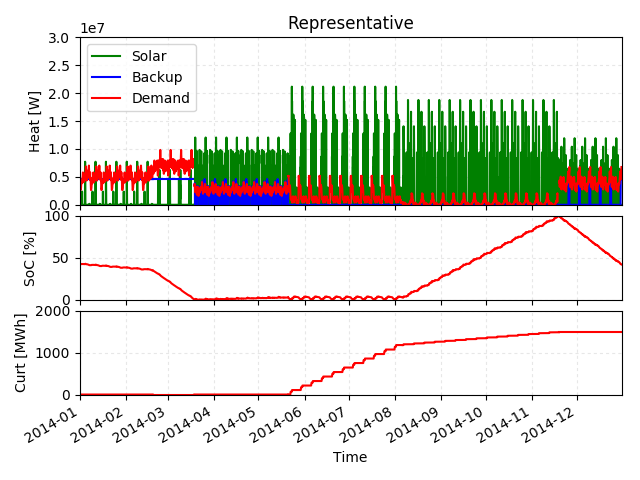 Representative
1e7
3.0
2.5
2.0
1.5
1.0
0.5
0.0
Heat [W]
Solar
Backup
Demand
100
50
0
SoC [%]
2000
1000
0
Curt [MWh]
2014-01
2014-02
2014-03
2014-04
2014-05
2014-06
2014-07
2014-08
2014-09
2014-10
2014-11
2014-12
Time